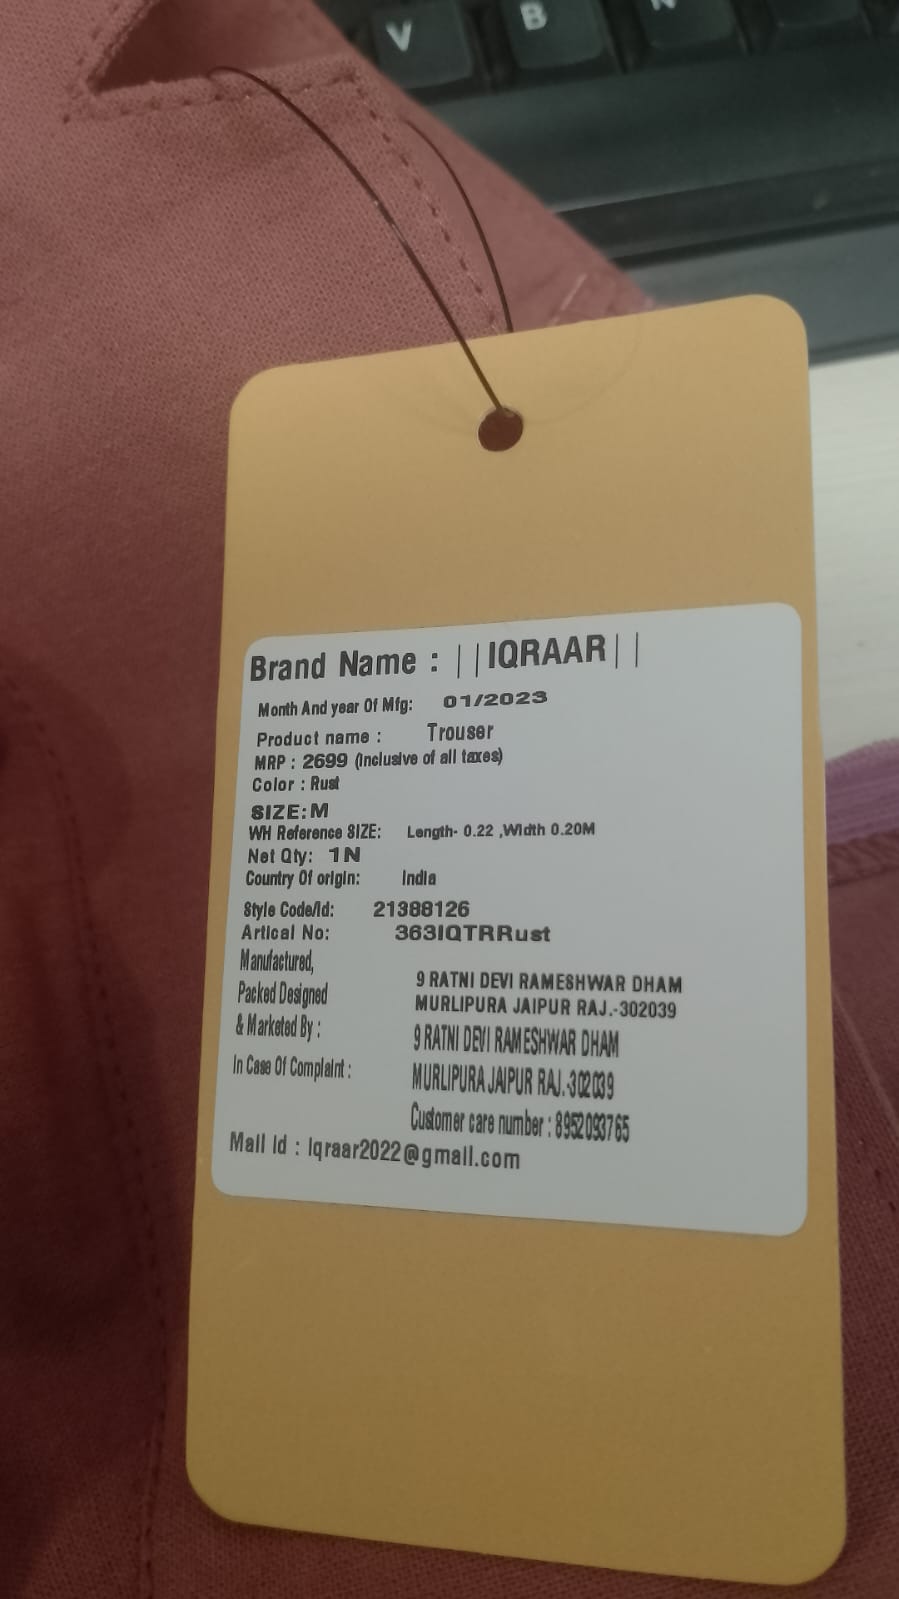 V B N
Brand Name : ||IQRAAR||
Month And year Of Mfg: 01/2023
Product name : Trouser
MRP : 2699 (Inclusive of all taxes)
Color : Rust
SIZE:M
WH Reference SIZE: Length- 0.22 ,Width 0.20M
Net Qty: 1N
Country Of origin: India
Style Code/Id: 21388126
Artical No: 363IQTRRust
Manufactured,
Packed Designed 9 RATNI DEVI RAMESHWAR DHAM
MURLIPURA JAIPUR RAJ.-302039
& Marketed By : 9 RATNI DEVI RAMESHWAR DHAM
In Case Of Complaint : MURLIPURA JAIPUR RAJ.-302039
Customer care number : 8952093765
Mail Id : Iqraar2022@gmail.com